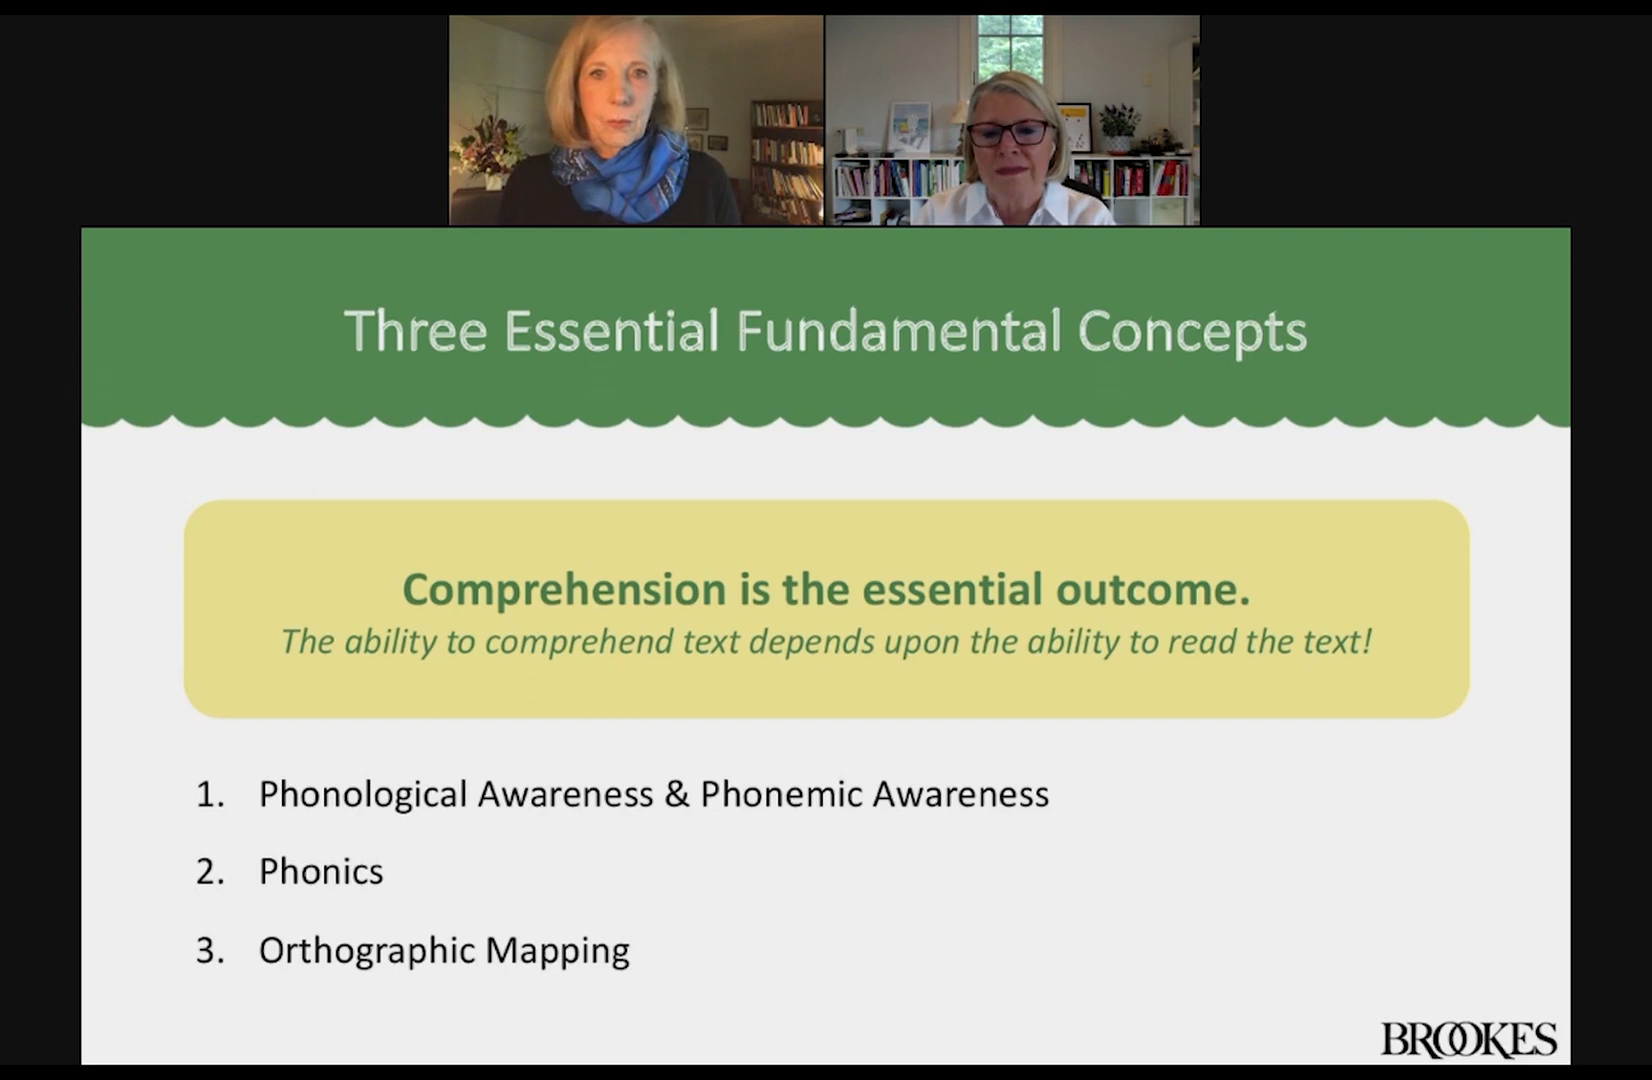 Three Essential Fundamental Concepts
Comprehension is the essential outcome.
The ability to comprehend text depends upon the ability to read the text!
1. Phonological Awareness & Phonemic Awareness
2. Phonics
3. Orthographic Mapping
BROOKES